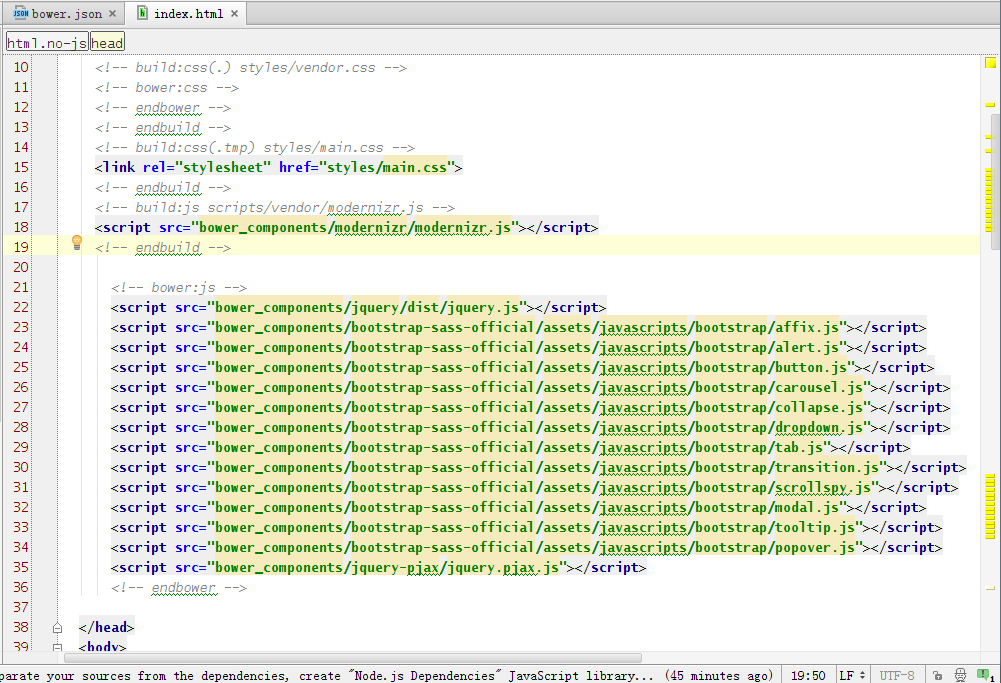 bower.json × index.html ×
html.no-js head
10 <!-- build:css(.) styles/vendor.css -->
11 <!-- bower:css -->
12 <!-- endbower -->
13 <!-- endbuild -->
14 <!-- build:css(.tmp) styles/main.css -->
15 <link rel="stylesheet" href="styles/main.css">
16 <!-- endbuild -->
17 <!-- build:js scripts/vendor/modernizr.js -->
18 <script src="bower_components/modernizr/modernizr.js"></script>
19 <!-- endbuild -->
20
21 <!-- bower:js -->
22 <script src="bower_components/jquery/dist/jquery.js"></script>
23 <script src="bower_components/bootstrap-sass-official/assets/javascripts/bootstrap/affix.js"></script>
24 <script src="bower_components/bootstrap-sass-official/assets/javascripts/bootstrap/alert.js"></script>
25 <script src="bower_components/bootstrap-sass-official/assets/javascripts/bootstrap/button.js"></script>
26 <script src="bower_components/bootstrap-sass-official/assets/javascripts/bootstrap/carousel.js"></script>
27 <script src="bower_components/bootstrap-sass-official/assets/javascripts/bootstrap/collapse.js"></script>
28 <script src="bower_components/bootstrap-sass-official/assets/javascripts/bootstrap/dropdown.js"></script>
29 <script src="bower_components/bootstrap-sass-official/assets/javascripts/bootstrap/tab.js"></script>
30 <script src="bower_components/bootstrap-sass-official/assets/javascripts/bootstrap/transition.js"></script>
31 <script src="bower_components/bootstrap-sass-official/assets/javascripts/bootstrap/scrollspy.js"></script>
32 <script src="bower_components/bootstrap-sass-official/assets/javascripts/bootstrap/modal.js"></script>
33 <script src="bower_components/bootstrap-sass-official/assets/javascripts/bootstrap/tooltip.js"></script>
34 <script src="bower_components/bootstrap-sass-official/assets/javascripts/bootstrap/popover.js"></script>
35 <script src="bower_components/jquery-pjax/jquery.pjax.js"></script>
36 <!-- endbower -->
37
38 </head>
39 <body>
parate your sources from the dependencies, create "Node.js Dependencies" JavaScript library... (45 minutes ago) 19:50 LF UTF-8 1